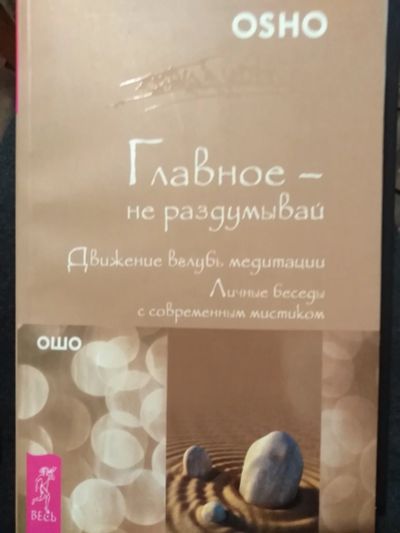 OSHO
Главное –
не раздумывай
Движение вглубь медитации
Личные беседы
с современным мистиком
ОШО
ВЕСЬ